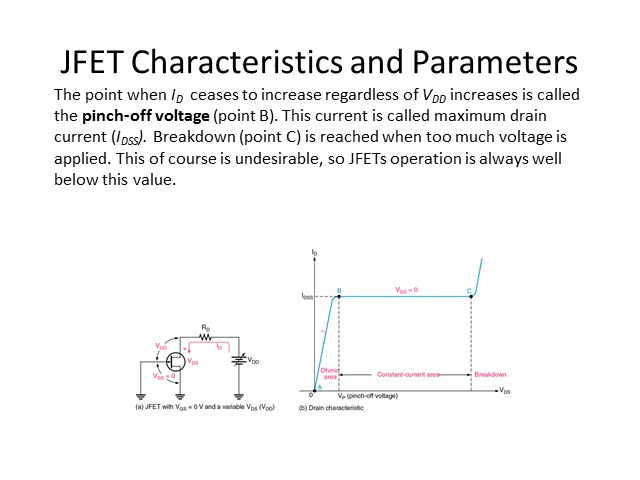 JFET Characteristics and Parameters
The point when I_D ceases to increase regardless of V_DD increases is called
the pinch-off voltage (point B). This current is called maximum drain
current (I_DSS). Breakdown (point C) is reached when too much voltage is
applied. This of course is undesirable, so JFETs operation is always well
below this value.
R_D
V_GD
+
I_D
V_DS
V_DD
V_GS = 0
(a) JFET with V_GS = 0 V and a variable V_DS (V_DD)
I_D
I_DSS
B
V_GS = 0
C
Ohmic
area
Constant-current area
Breakdown
A
0
V_P (pinch-off voltage)
V_DS
(b) Drain characteristic